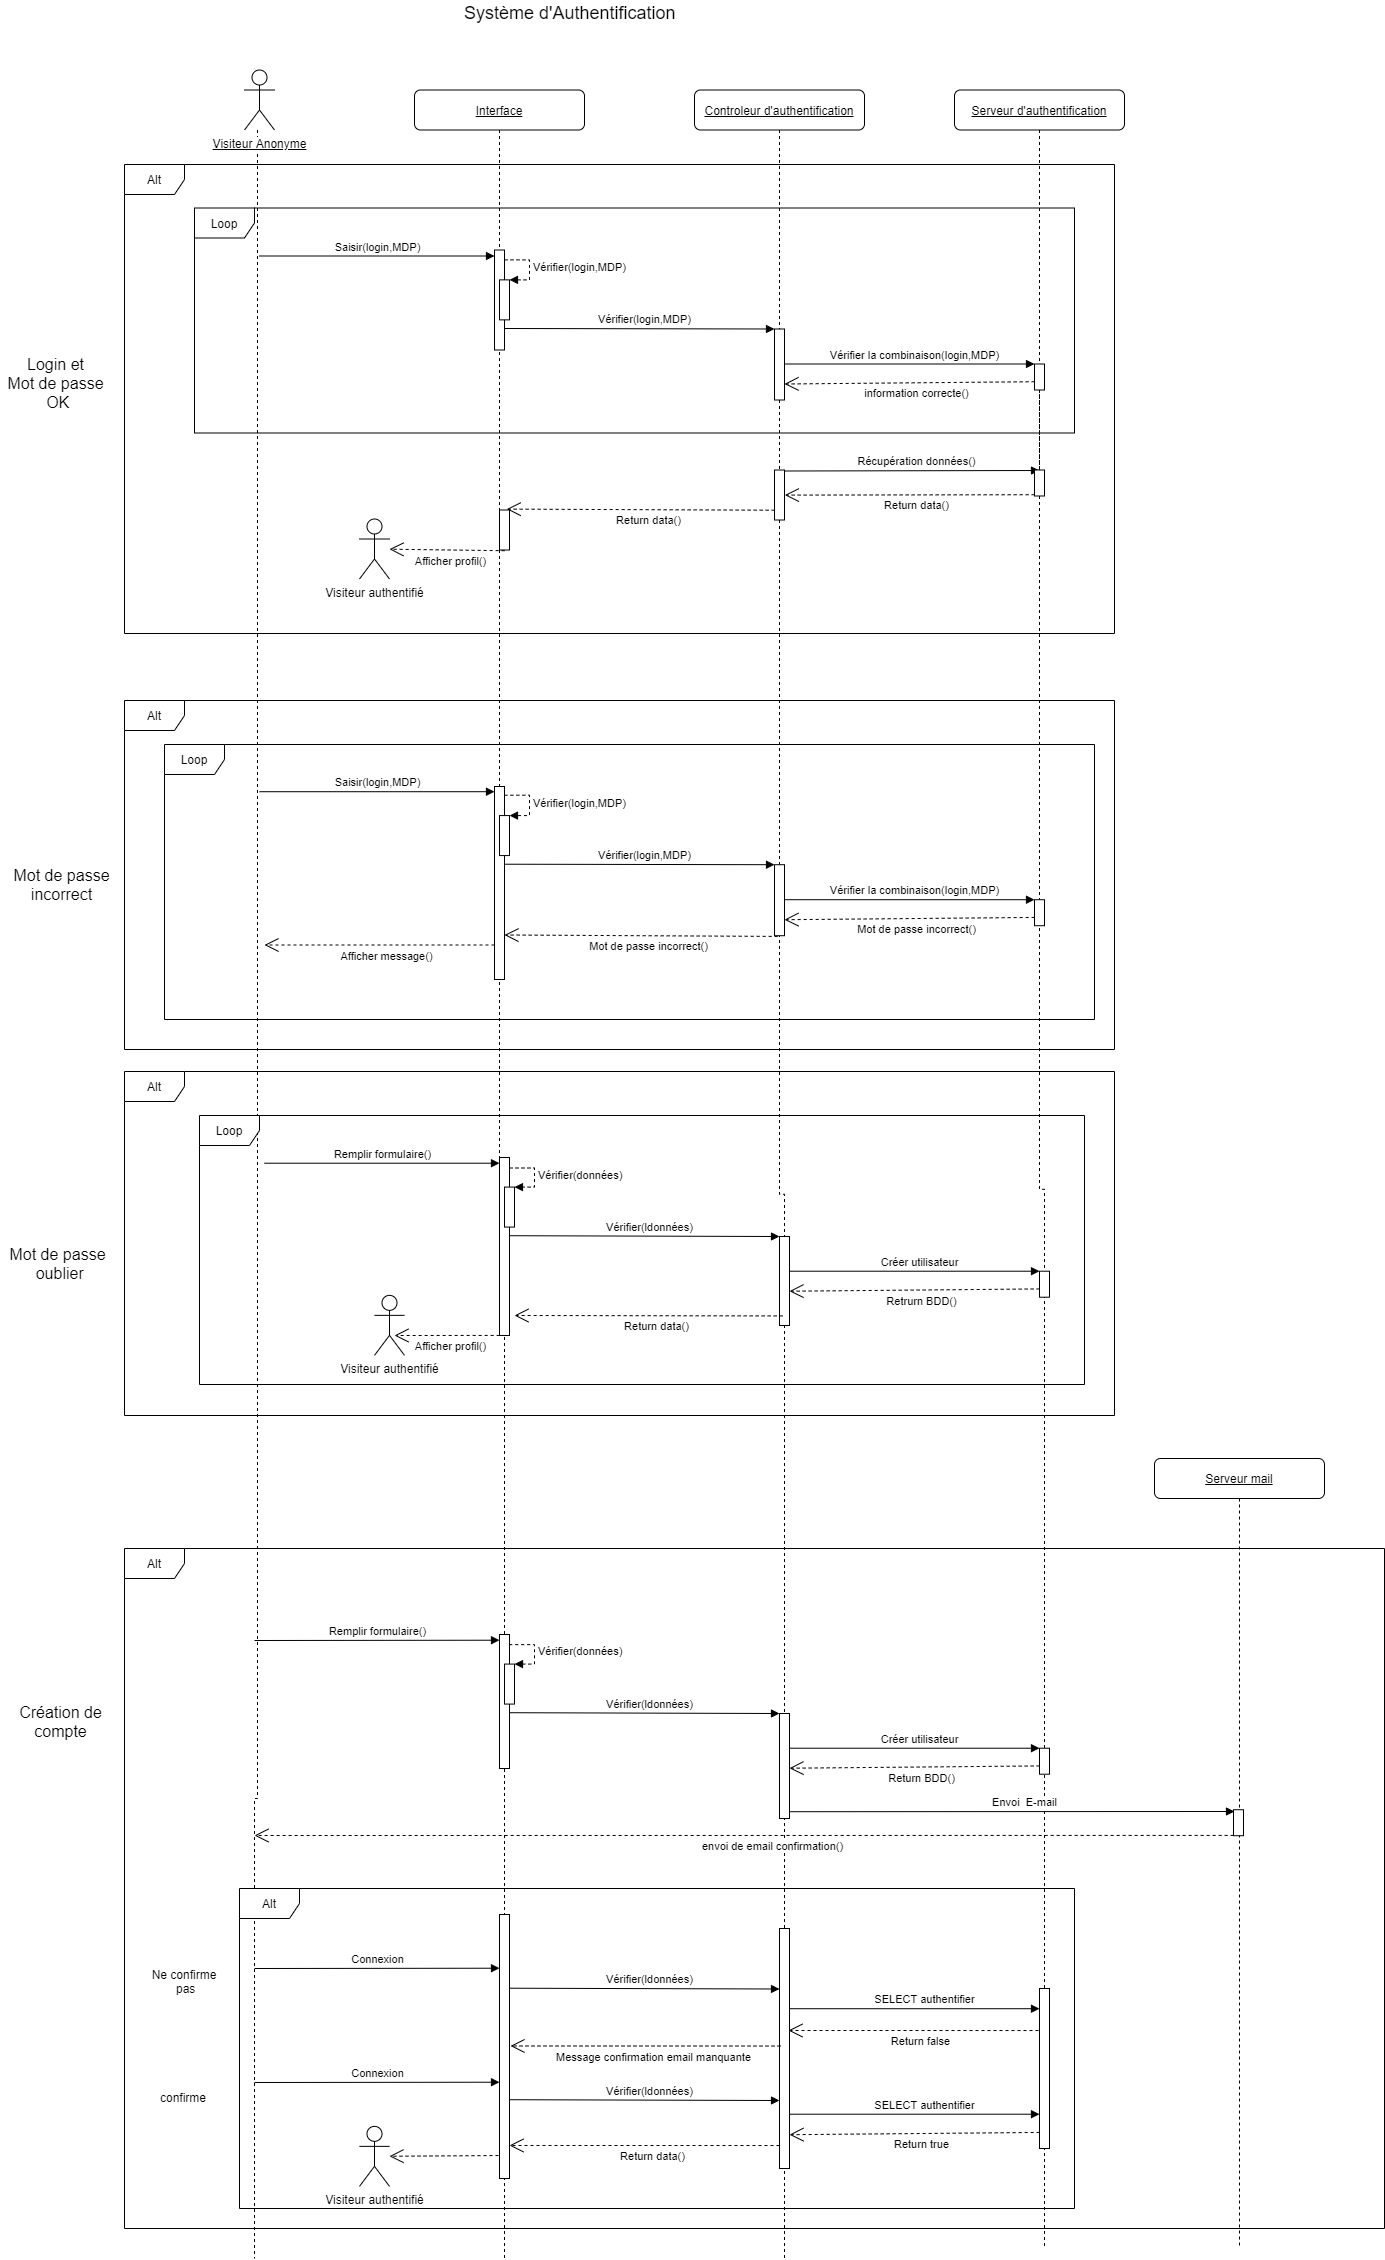 Système d'Authentification
Visiteur Anonyme
Interface
Controleur d'authentification
Serveur d'authentification
Alt
Loop
Saisir(login,MDP)
Vérifier(login,MDP)
Vérifier(login,MDP)
Vérifier la combinaison(login,MDP)
information correcte()
Login et
Mot de passe
OK
Récupération données()
Return data()
Return data()
Afficher profil()
Visiteur authentifié
Alt
Loop
Saisir(login,MDP)
Vérifier(login,MDP)
Vérifier(login,MDP)
Vérifier la combinaison(login,MDP)
Mot de passe incorrect()
Mot de passe incorrect()
Afficher message()
Mot de passe
incorrect
Alt
Loop
Remplir formulaire()
Vérifier(données)
Vérifier(ldonnées)
Créer utilisateur
Retrurn BDD()
Return data()
Afficher profil()
Visiteur authentifié
Mot de passe
oublier
Serveur mail
Alt
Remplir formulaire()
Vérifier(données)
Vérifier(ldonnées)
Créer utilisateur
Return BDD()
Envoi  E-mail
envoi de email confirmation()
Création de
compte
Alt
Connexion
Ne confirme
pas
Vérifier(ldonnées)
SELECT authentifier
Return false
Message confirmation email manquante
Connexion
confirme
Vérifier(ldonnées)
SELECT authentifier
Return true
Return data()
Visiteur authentifié